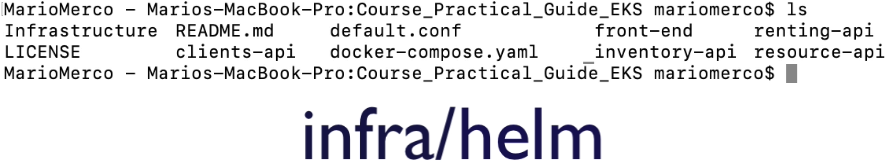 MarioMerco - Marios-MacBook-Pro:Course_Practical_Guide_EKS mariomerco$ ls
Infrastructure README.md default.conf front-end renting-api
LICENSE clients-api docker-compose.yaml _inventory-api resource-api
MarioMerco - Marios-MacBook-Pro:Course_Practical_Guide_EKS mariomerco$
infra/helm